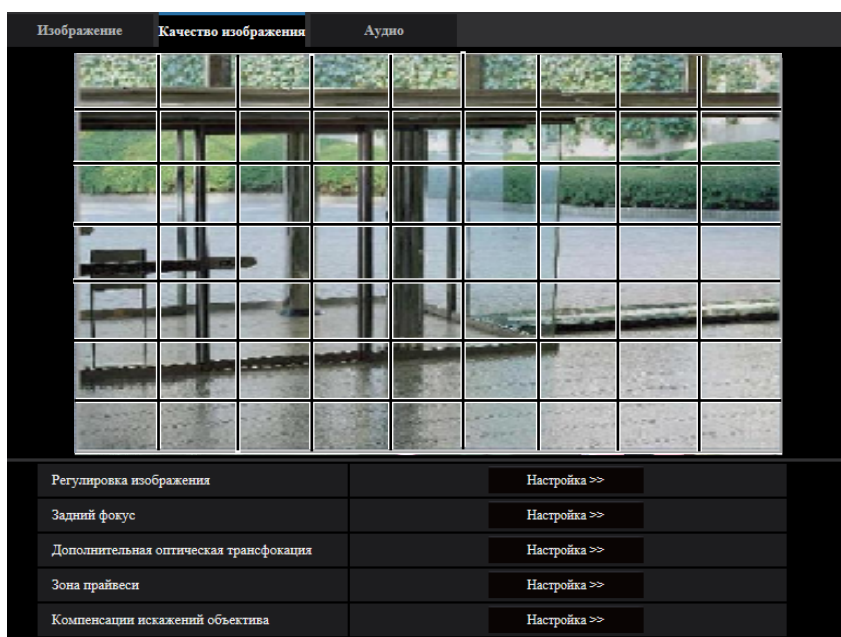 Изображение Качество изображения Аудио
Регулировка изображения Настройка >>
Задний фокус Настройка >>
Дополнительная оптическая трансфокация Настройка >>
Зона прайвеси Настройка >>
Компенсации искажений объектива Настройка >>